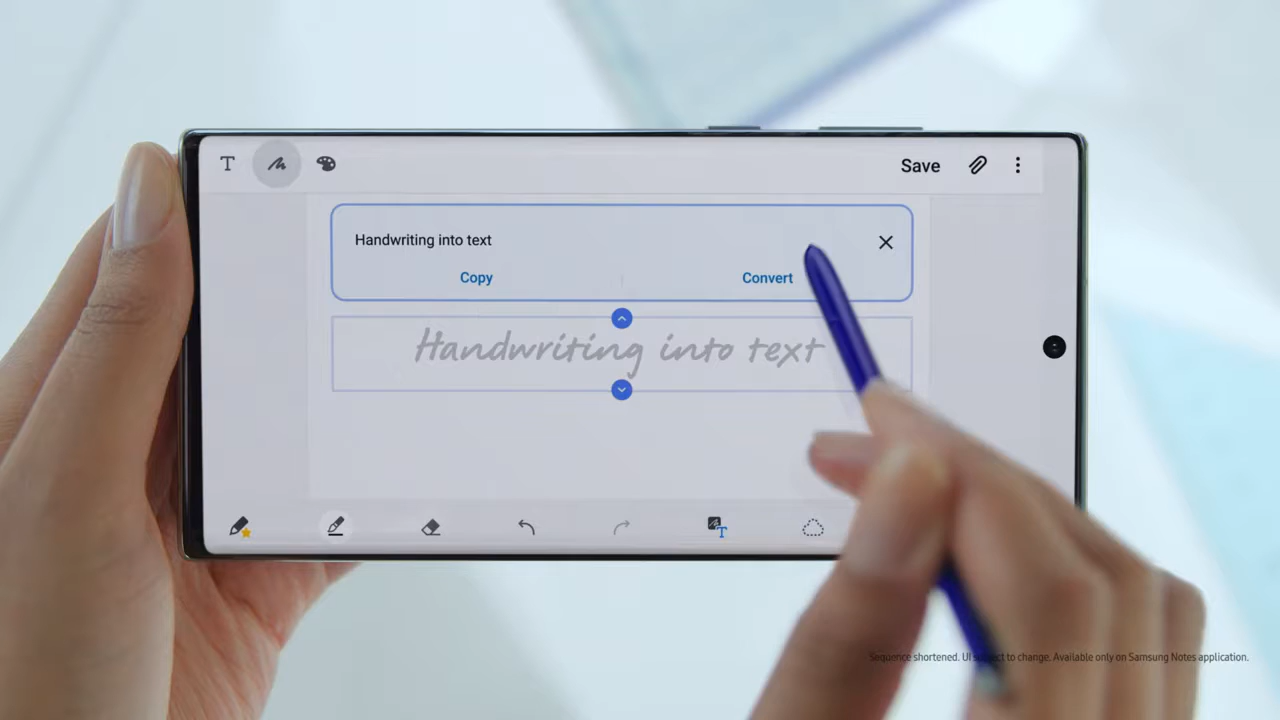 T
Save
Handwriting into text
Copy
Convert
Handwriting into text
T
Sequence shortened. UI subject to change. Available only on Samsung Notes application.